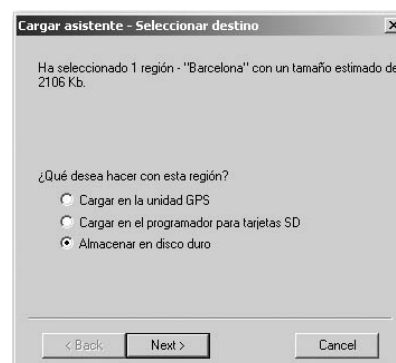 Cargar asistente - Seleccionar destino
Ha seleccionado 1 región - "Barcelona" con un tamaño estimado de
2106 Kb.
¿Qué desea hacer con esta región?
Cargar en la unidad GPS
Cargar en el programador para tarjetas SD
Almacenar en disco duro
< Back Next > Cancel